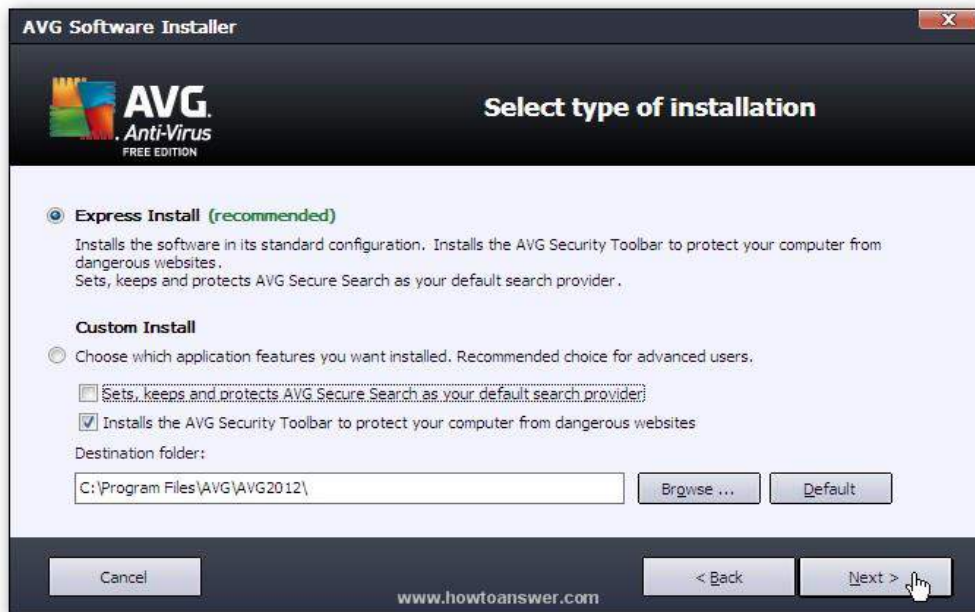 AVG Software Installer
AVG.
Anti-Virus
FREE EDITION
Select type of installation
Express Install (recommended)
Installs the software in its standard configuration. Installs the AVG Security Toolbar to protect your computer from
dangerous websites.
Sets, keeps and protects AVG Secure Search as your default search provider.
Custom Install
Choose which application features you want installed. Recommended choice for advanced users.
Sets, keeps and protects AVG Secure Search as your default search provider
Installs the AVG Security Toolbar to protect your computer from dangerous websites
Destination folder:
C:\Program Files\AVG\AVG2012\
Browse ...
Default
Cancel
< Back
Next >
www.howtoanswer.com